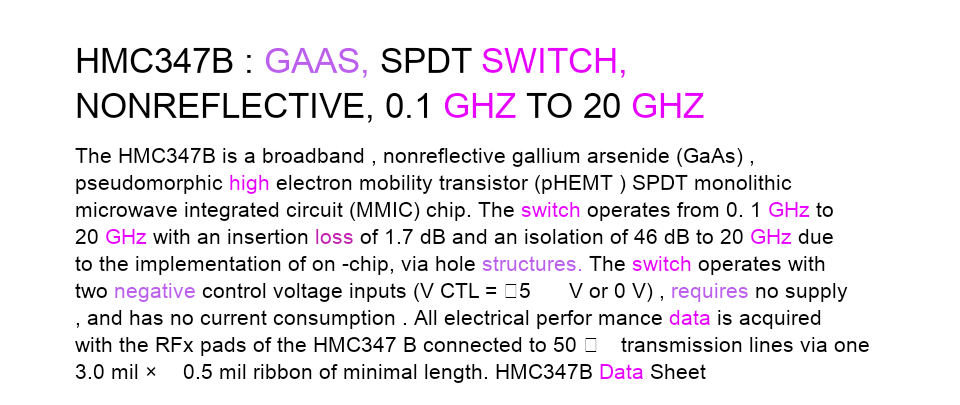 HMC347B : GAAS, SPDT SWITCH,
NONREFLECTIVE, 0.1 GHZ TO 20 GHZ
The HMC347B is a broadband , nonreflective gallium arsenide (GaAs) ,
pseudomorphic high electron mobility transistor (pHEMT ) SPDT monolithic
microwave integrated circuit (MMIC) chip. The switch operates from 0. 1 GHz to
20 GHz with an insertion loss of 1.7 dB and an isolation of 46 dB to 20 GHz due
to the implementation of on -chip, via hole structures. The switch operates with
two negative control voltage inputs (V CTL = □5 V or 0 V) , requires no supply
, and has no current consumption . All electrical perfor mance data is acquired
with the RFx pads of the HMC347 B connected to 50 □ transmission lines via one
3.0 mil × 0.5 mil ribbon of minimal length. HMC347B Data Sheet